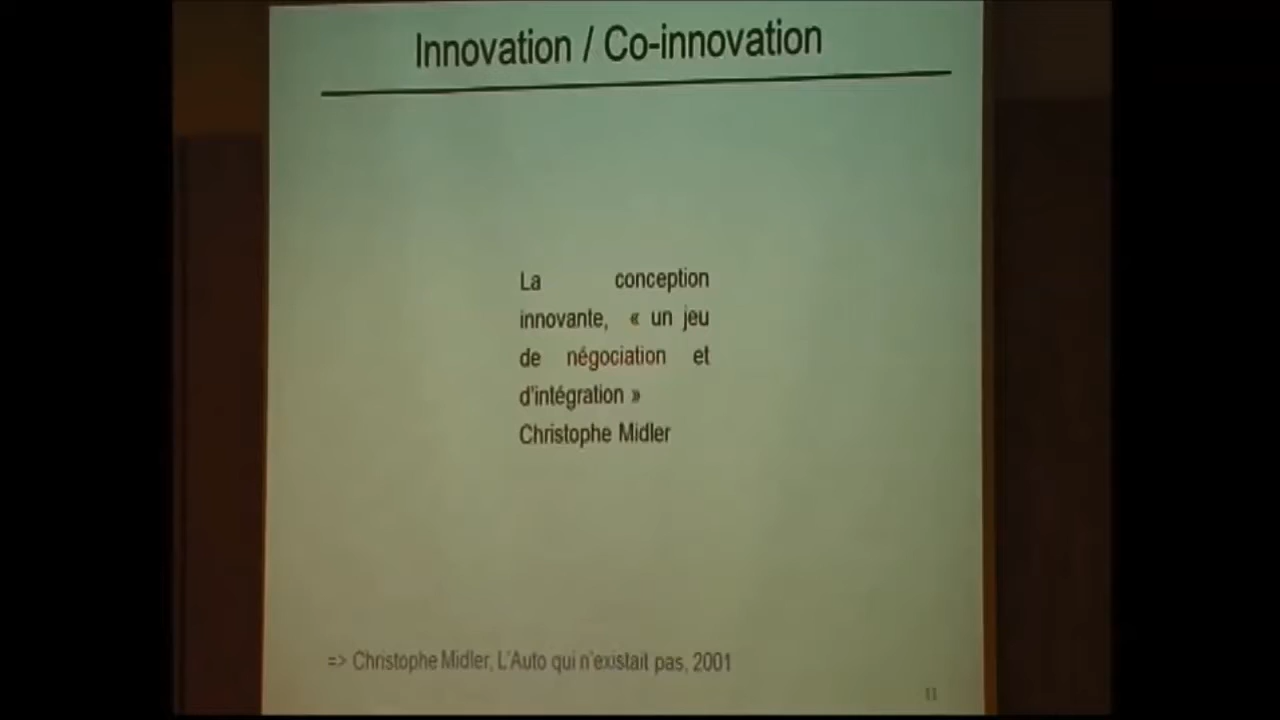 Innovation / Co-innovation
La conception
innovante, « un jeu
de négociation et
d'intégration »
Christophe Midler
=> Christophe Midler, L'Auto qui n'existait pas, 2001
11